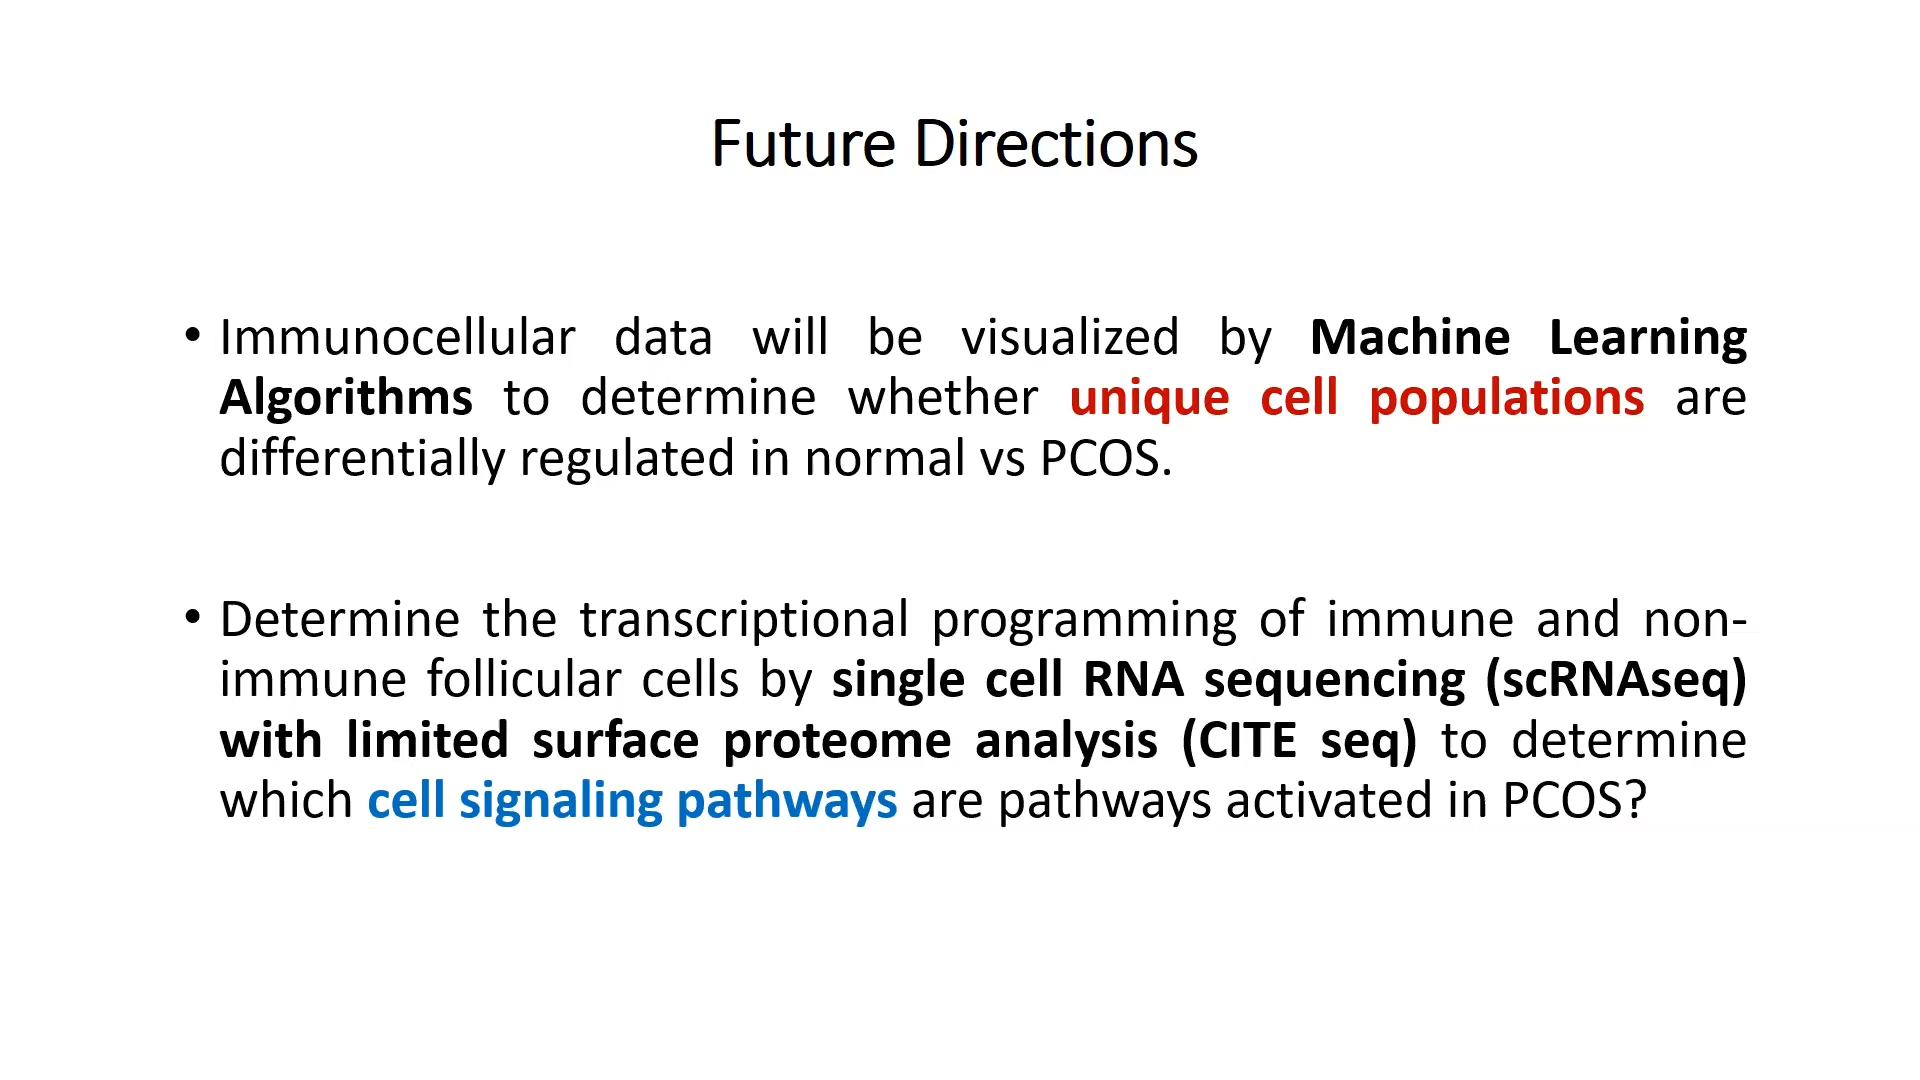 Future Directions
• Immunocellular data will be visualized by Machine Learning
Algorithms to determine whether unique cell populations are
differentially regulated in normal vs PCOS.
• Determine the transcriptional programming of immune and non-
immune follicular cells by single cell RNA sequencing (scRNAseq)
with limited surface proteome analysis (CITE seq) to determine
which cell signaling pathways are pathways activated in PCOS?